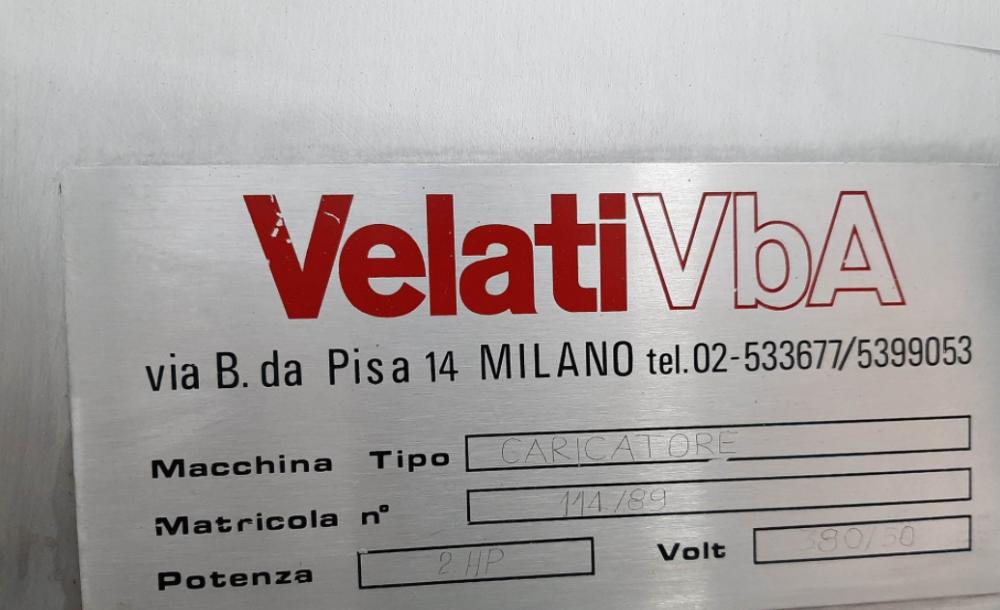 VelatiVbA
via B. da Pisa 14 MILANO tel. 02-533677/5399053
Macchina Tipo CARICATORE
Matricola n° 114/89
Potenza 2 HP Volt 380/50